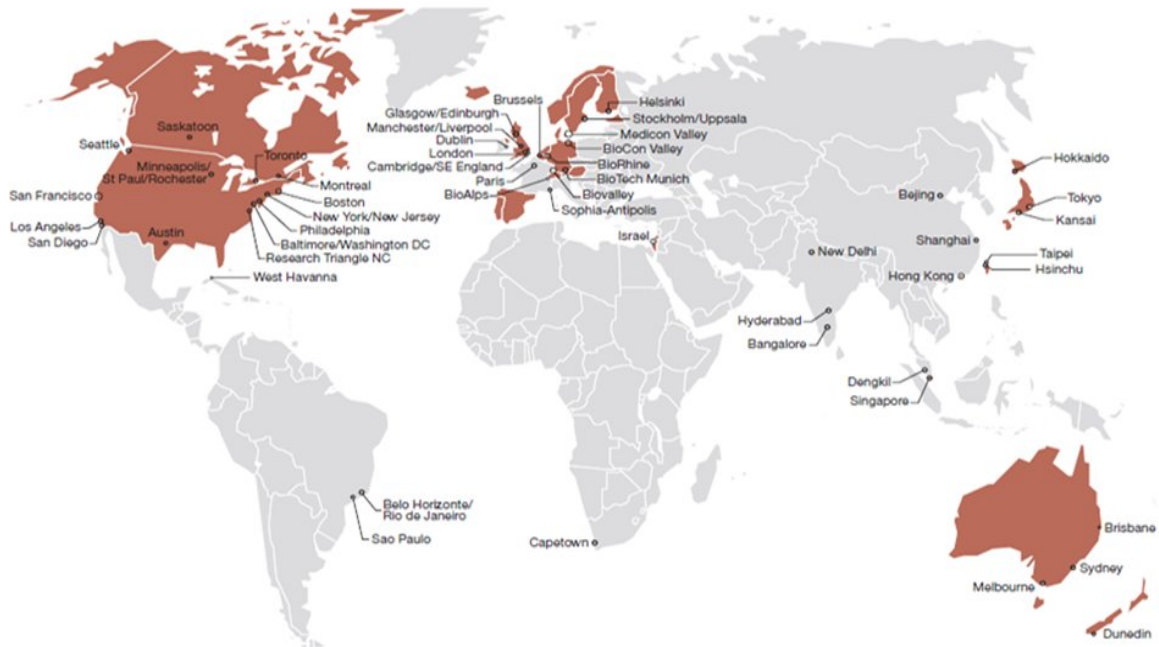 Saskatoon
Seattle
Minneapolis/
St Paul/Rochester
Toronto
San Francisco
Montreal
Boston
New York/New Jersey
Los Angeles
Philadelphia
San Diego
Austin
Baltimore/Washington DC
Research Triangle NC
West Havanna
Belo Horizonte/
Rio de Janeiro
Sao Paulo
Brussels
Glasgow/Edinburgh
Manchester/Liverpool
Dublin
London
Cambridge/SE England
Paris
BioAlps
Helsinki
Stockholm/Uppsala
Medicon Valley
BioCon Valley
BioRhine
BioTech Munich
Biovalley
Sophia-Antipolis
Israel
Capetown
New Delhi
Hyderabad
Bangalore
Bejing
Shanghai
Hong Kong
Dengkil
Singapore
Hokkaido
Tokyo
Kansai
Taipei
Hsinchu
Brisbane
Sydney
Melbourne
Dunedin